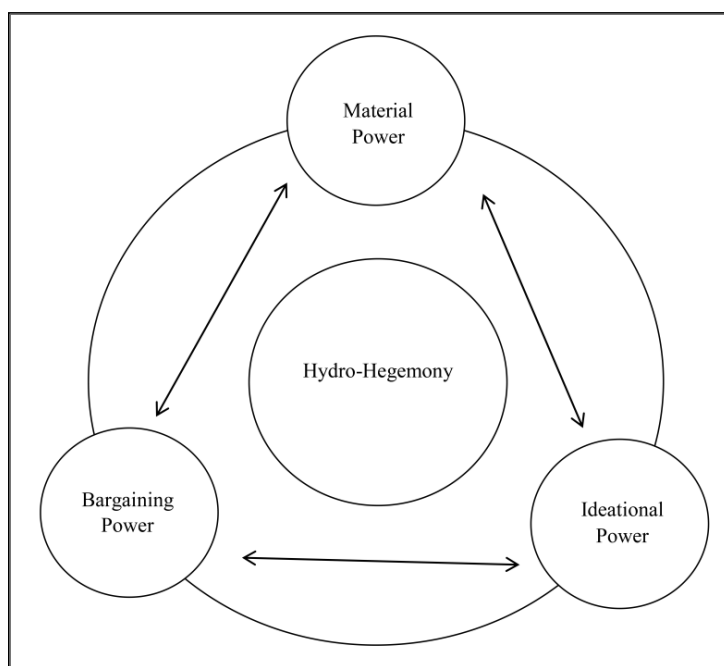 Material
Power
Hydro-Hegemony
Bargaining
Power
Ideational
Power